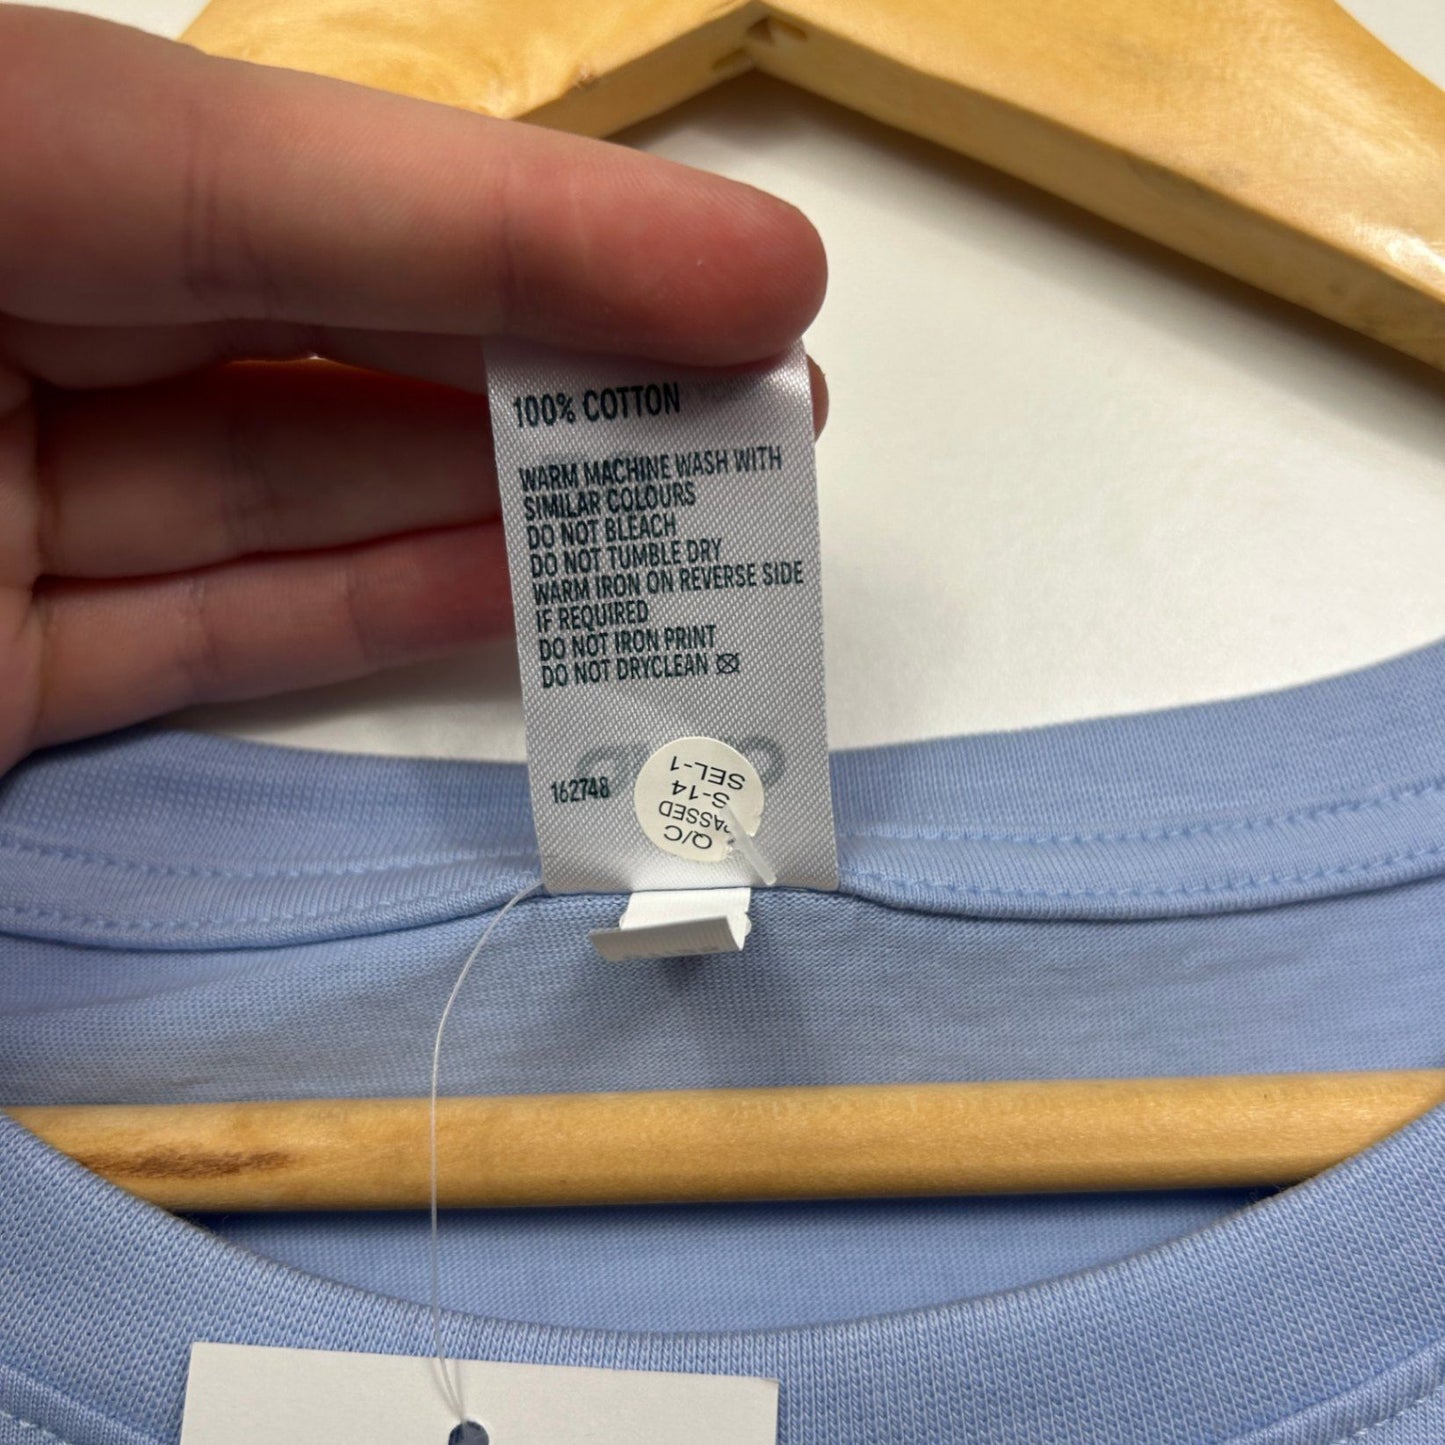 100% COTTON
WARM MACHINE WASH WITH
SIMILAR COLOURS
DO NOT BLEACH
DO NOT TUMBLE DRY
WARM IRON ON REVERSE SIDE
IF REQUIRED
DO NOT IRON PRINT
DO NOT DRYCLEAN
162748
Q/C
PASSED
S-14
SEL-1